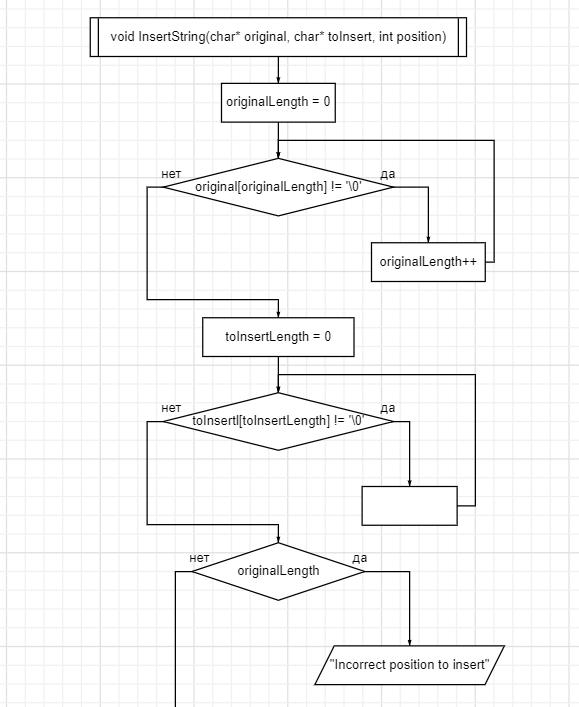 void InsertString(char* original, char* toInsert, int position)
originalLength = 0
нет
да
original[originalLength] != '\0'
originalLength++
toInsertLength = 0
нет
да
toInsertl[toInsertLength] != '\0'
нет
да
originalLength
"Incorrect position to insert"